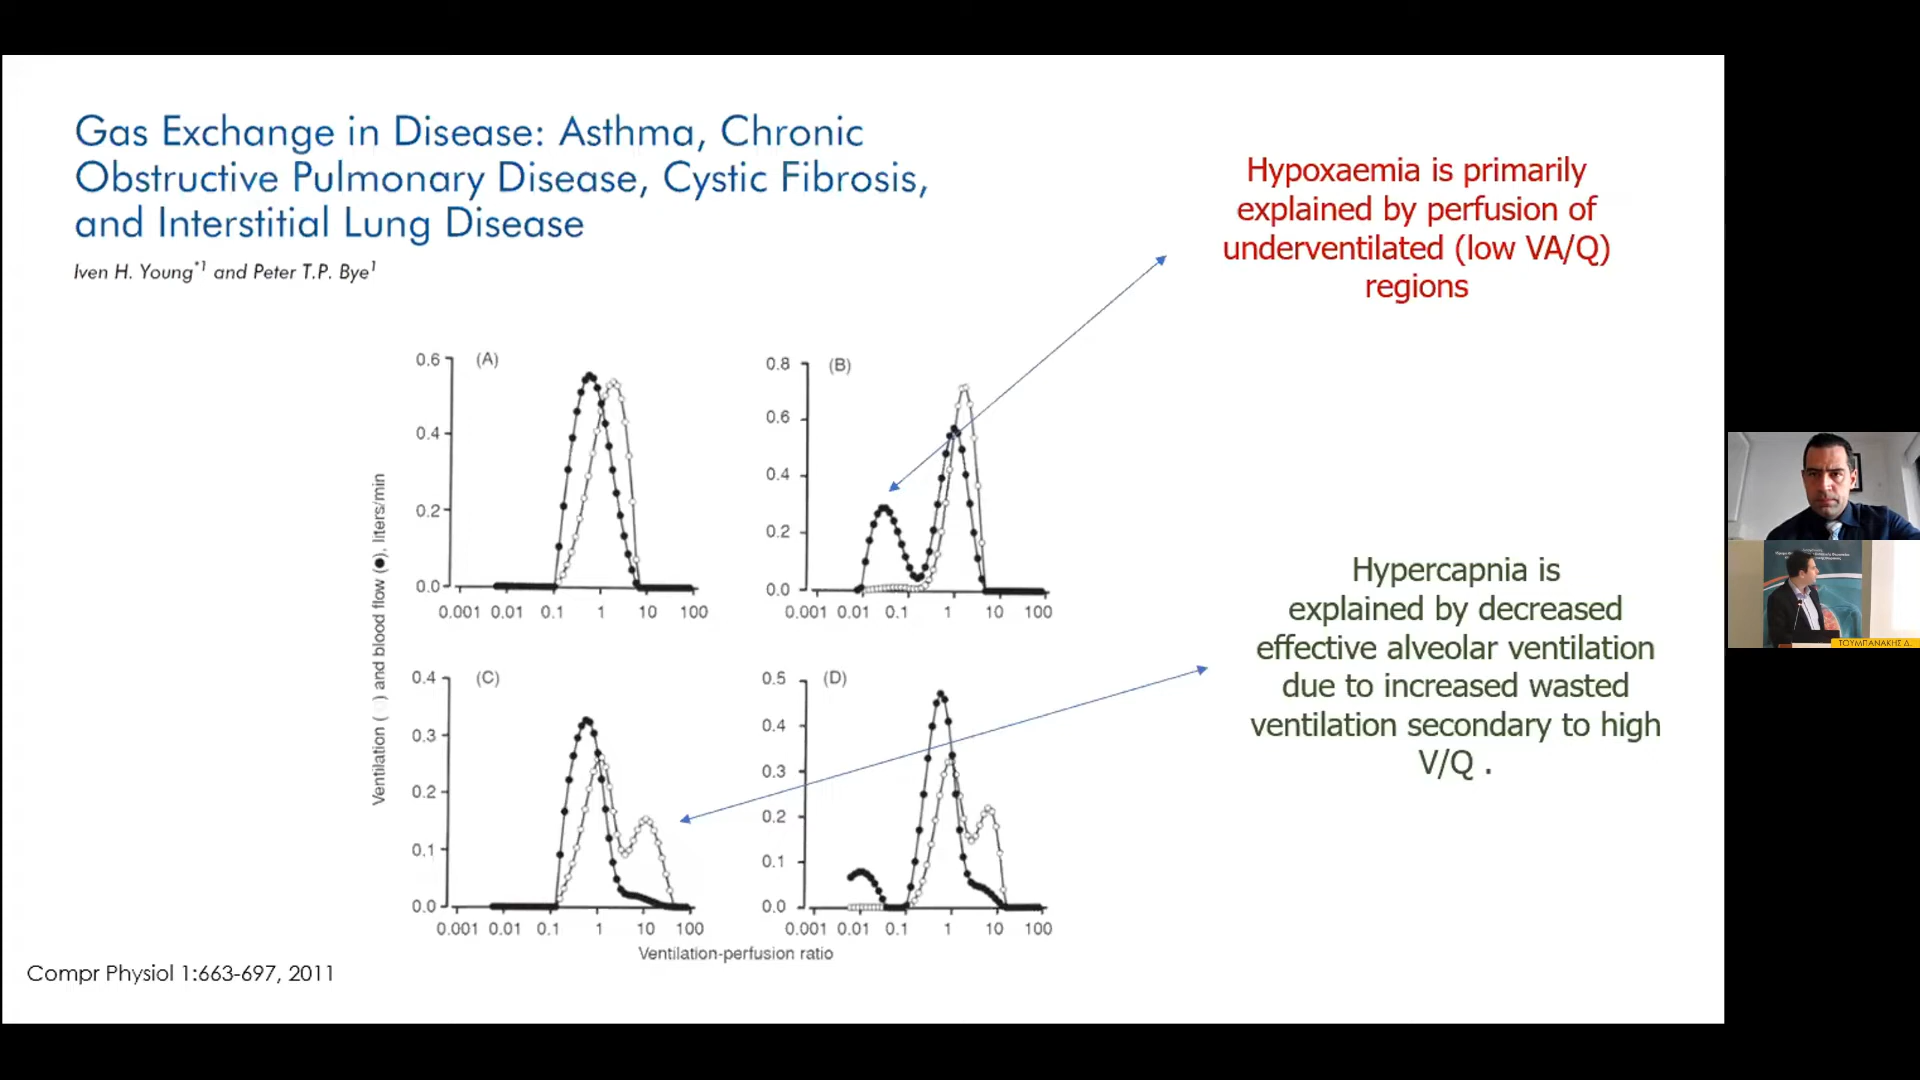 Gas Exchange in Disease: Asthma, Chronic
Obstructive Pulmonary Disease, Cystic Fibrosis,
and Interstitial Lung Disease
Iven H. Young*1 and Peter T.P. Bye1
Hypoxaemia is primarily
explained by perfusion of
underventilated (low VA/Q)
regions
Ventilation (○) and blood flow (●), liters/min
(A)
0.6
0.4
0.2
0.0
0.001 0.01 0.1 1 10 100
(B)
0.8
0.6
0.4
0.2
0.0
0.001 0.01 0.1 1 10 100
(C)
0.4
0.3
0.2
0.1
0.0
0.001 0.01 0.1 1 10 100
(D)
0.5
0.4
0.3
0.2
0.1
0.0
0.001 0.01 0.1 1 10 100
Ventilation-perfusion ratio
Hypercapnia is
explained by decreased
effective alveolar ventilation
due to increased wasted
ventilation secondary to high
V/Q .
Compr Physiol 1:663-697, 2011
ΤΟΥΜΠΑΝΑΚΗΣ Δ.